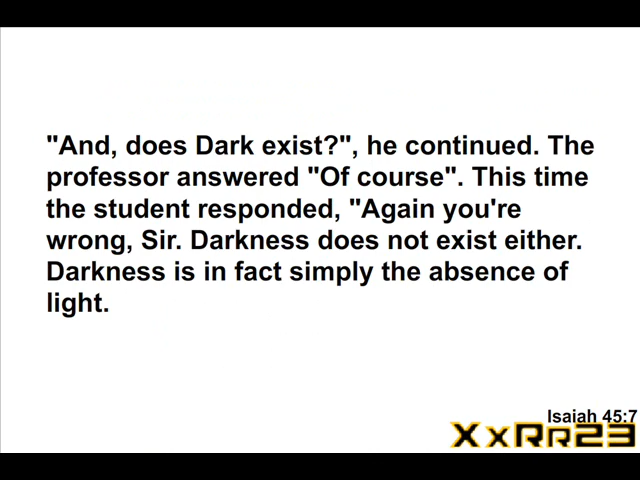 "And, does Dark exist?", he continued. The
professor answered "Of course". This time
the student responded, "Again you're
wrong, Sir. Darkness does not exist either.
Darkness is in fact simply the absence of
light.
Isaiah 45:7
XxRr23